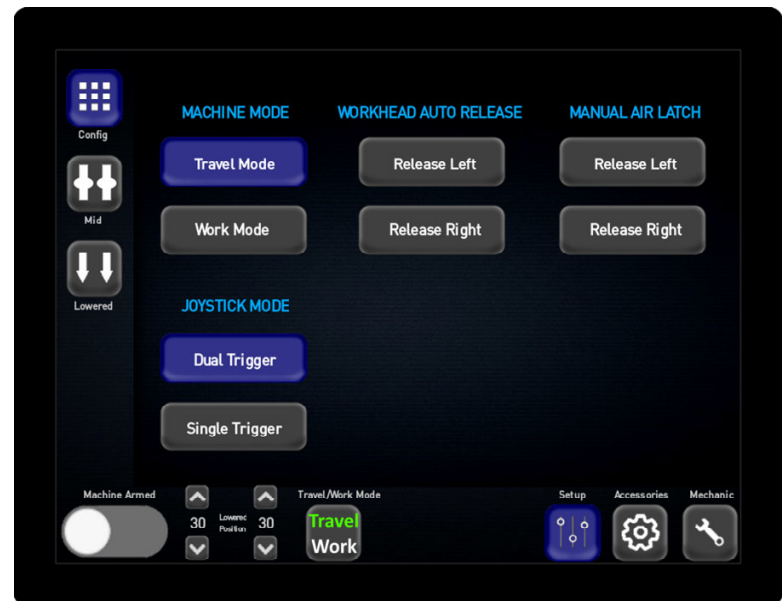 Config
MACHINE MODE
WORKHEAD AUTO RELEASE
MANUAL AIR LATCH
Travel Mode
Release Left
Release Left
Mid
Work Mode
Release Right
Release Right
Lowered
JOYSTICK MODE
Dual Trigger
Single Trigger
Machine Armed
30
Lowered
Position
30
Travel/Work Mode
Travel
Work
Setup
Accessories
Mechanic